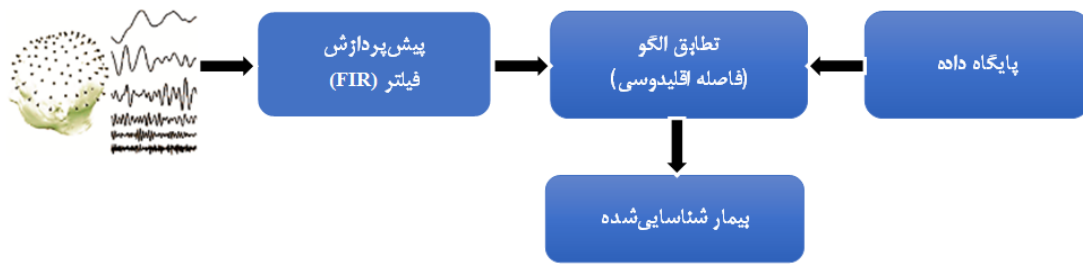 پیش‌پردازش
فیلتر (FIR)
تطابق الگو
(فاصله اقلیدوسی)
پایگاه داده
بیمار شناسایی‌شده